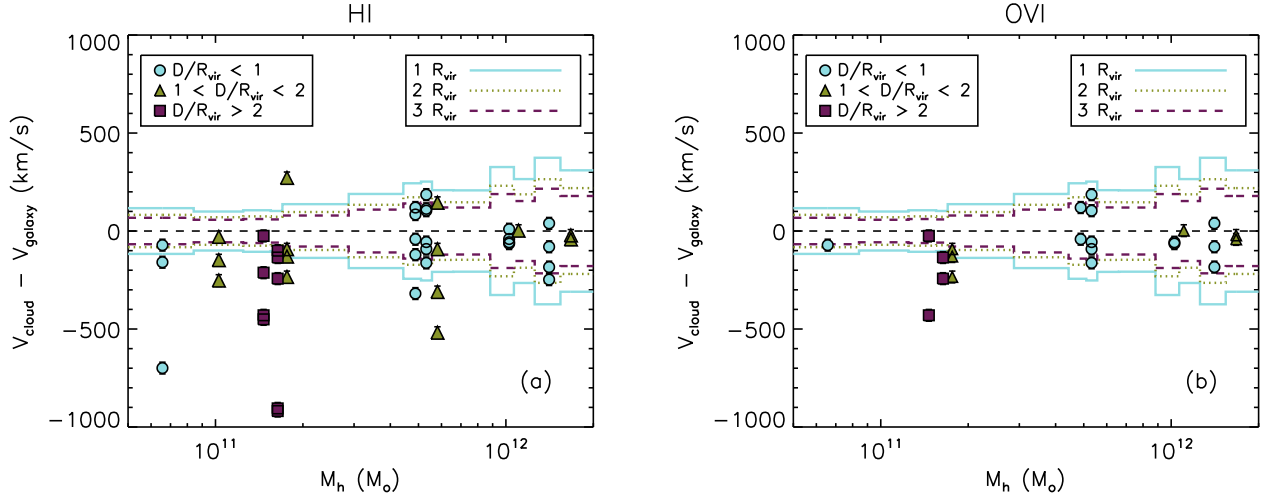 HI
1000
500
0
−500
−1000
V_cloud − V_galaxy (km/s)
D/R_vir < 1
1 < D/R_vir < 2
D/R_vir > 2
1 R_vir
2 R_vir
3 R_vir
(a)
10^11
10^12
M_h (M_o)
OVI
1000
500
0
−500
−1000
V_cloud − V_galaxy (km/s)
D/R_vir < 1
1 < D/R_vir < 2
D/R_vir > 2
1 R_vir
2 R_vir
3 R_vir
(b)
10^11
10^12
M_h (M_o)